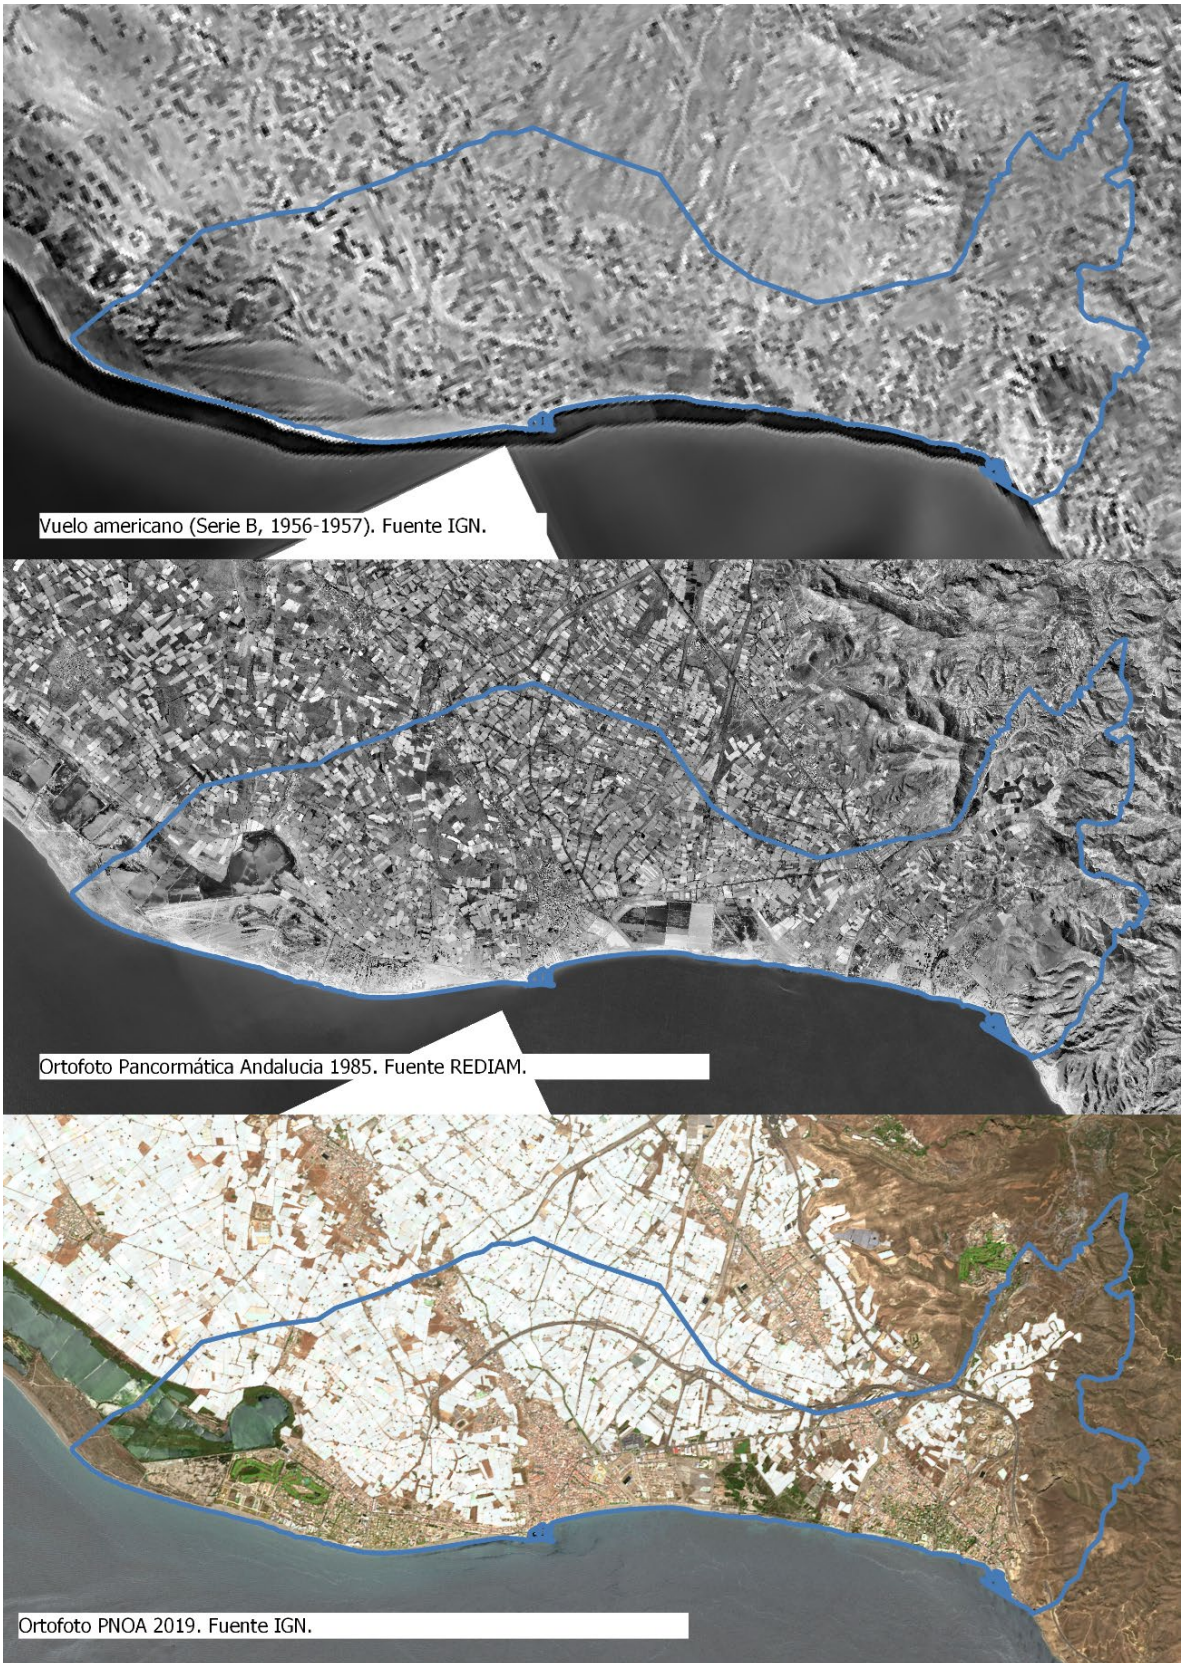 Vuelo americano (Serie B, 1956-1957). Fuente IGN.
Ortofoto Pancormática Andalucia 1985. Fuente REDIAM.
Ortofoto PNOA 2019. Fuente IGN.